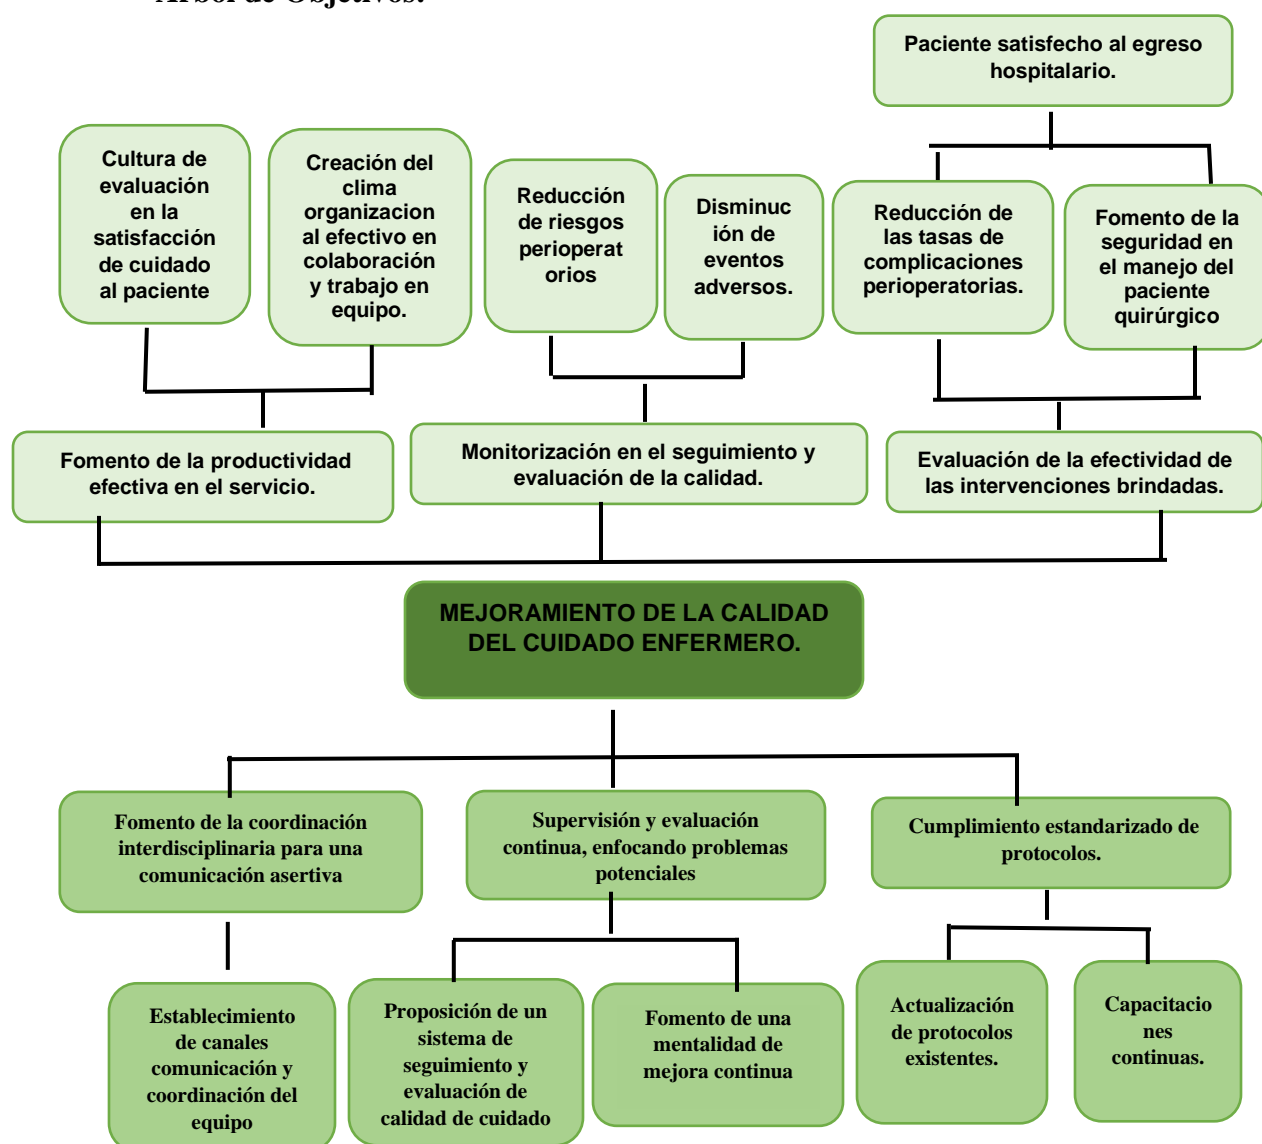 Árbol de Objetivos.
Paciente satisfecho al egreso
hospitalario.
Cultura de
evaluación
en la
satisfacción
de cuidado
al paciente
Creación del
clima
organizacion
al efectivo en
colaboración
y trabajo en
equipo.
Reducción
de riesgos
perioperat
orios
Disminuc
ión de
eventos
adversos.
Reducción de
las tasas de
complicaciones
perioperatorias.
Fomento de la
seguridad en
el manejo del
paciente
quirúrgico
Fomento de la productividad
efectiva en el servicio.
Monitorización en el seguimiento y
evaluación de la calidad.
Evaluación de la efectividad de
las intervenciones brindadas.
MEJORAMIENTO DE LA CALIDAD
DEL CUIDADO ENFERMERO.
Fomento de la coordinación
interdisciplinaria para una
comunicación asertiva
Supervisión y evaluación
continua, enfocando problemas
potenciales
Cumplimiento estandarizado de
protocolos.
Establecimiento
de canales
comunicación y
coordinación del
equipo
Proposición de un
sistema de
seguimiento y
evaluación de
calidad de cuidado
Fomento de una
mentalidad de
mejora continua
Actualización
de protocolos
existentes.
Capacitacio
nes
continuas.